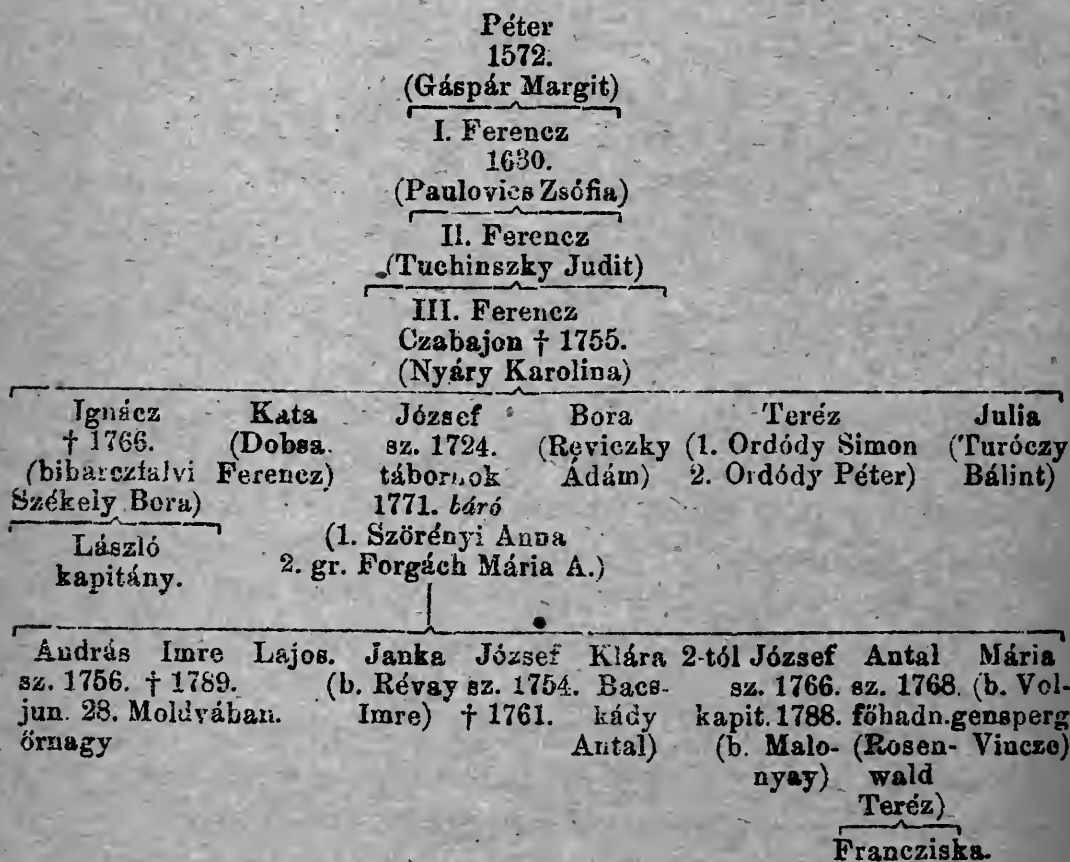 Péter
1572.
(Gáspár Margit)
I. Ferencz
1630.
(Paulovics Zsófia)
II. Ferencz
(Tuchinszky Judit)
III. Ferencz
Czabajon † 1755.
(Nyáry Karolina)
Ignácz Kata József Bora Teréz Julia
† 1766. (Dobsa sz. 1724. (Reviczky (1. Ordódy Simon (Turóczy
(bibarczfalvi Ferencz) tábornok Ádám) 2. Ordódy Péter) Bálint)
Székely Bora) 1771. báró
László (1. Szörényi Anna
kapitány. 2. gr. Forgách Mária A.)
András Imre Lajos. Janka József Klára 2-tól József Antal Mária
sz. 1756. † 1789. (b. Révay sz. 1754. Bacs- sz. 1766. sz. 1768. (b. Vol-
jun. 28. Moldvában. Imre) † 1761. kády kapit. 1788. főhadn. gensperg
őrnagy Antal) (b. Malo- (Rosen- Vincze)
nyay) wald
Teréz)
Francziska.